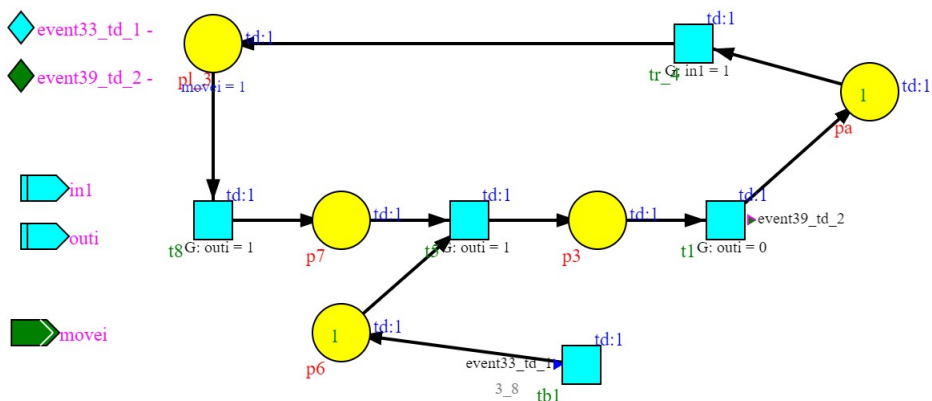 event33_td_1 -
event39_td_2 -
in1
outi
movei
td:1
pl_3
movei = 1
td:1
G: in1 = 1
tr_4
1
td:1
pa
td:1
t8
G: outi = 1
td:1
p7
td:1
t5
G: outi = 1
td:1
p3
td:1
t1
G: outi = 0
event39_td_2
1
td:1
p6
td:1
event33_td_1
3_8
tb1